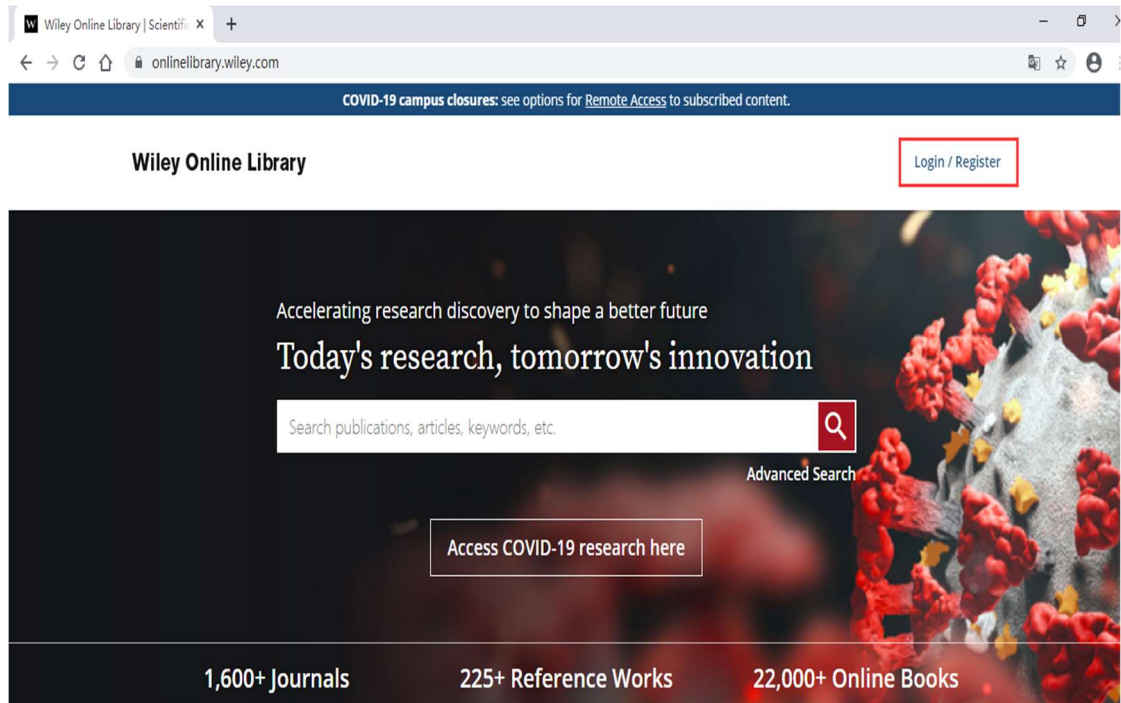 W Wiley Online Library | Scientifi
onlinelibrary.wiley.com
COVID-19 campus closures: see options for Remote Access to subscribed content.
Wiley Online Library
Login / Register
Accelerating research discovery to shape a better future
Today's research, tomorrow's innovation
Search publications, articles, keywords, etc.
Advanced Search
Access COVID-19 research here
1,600+ Journals 225+ Reference Works 22,000+ Online Books